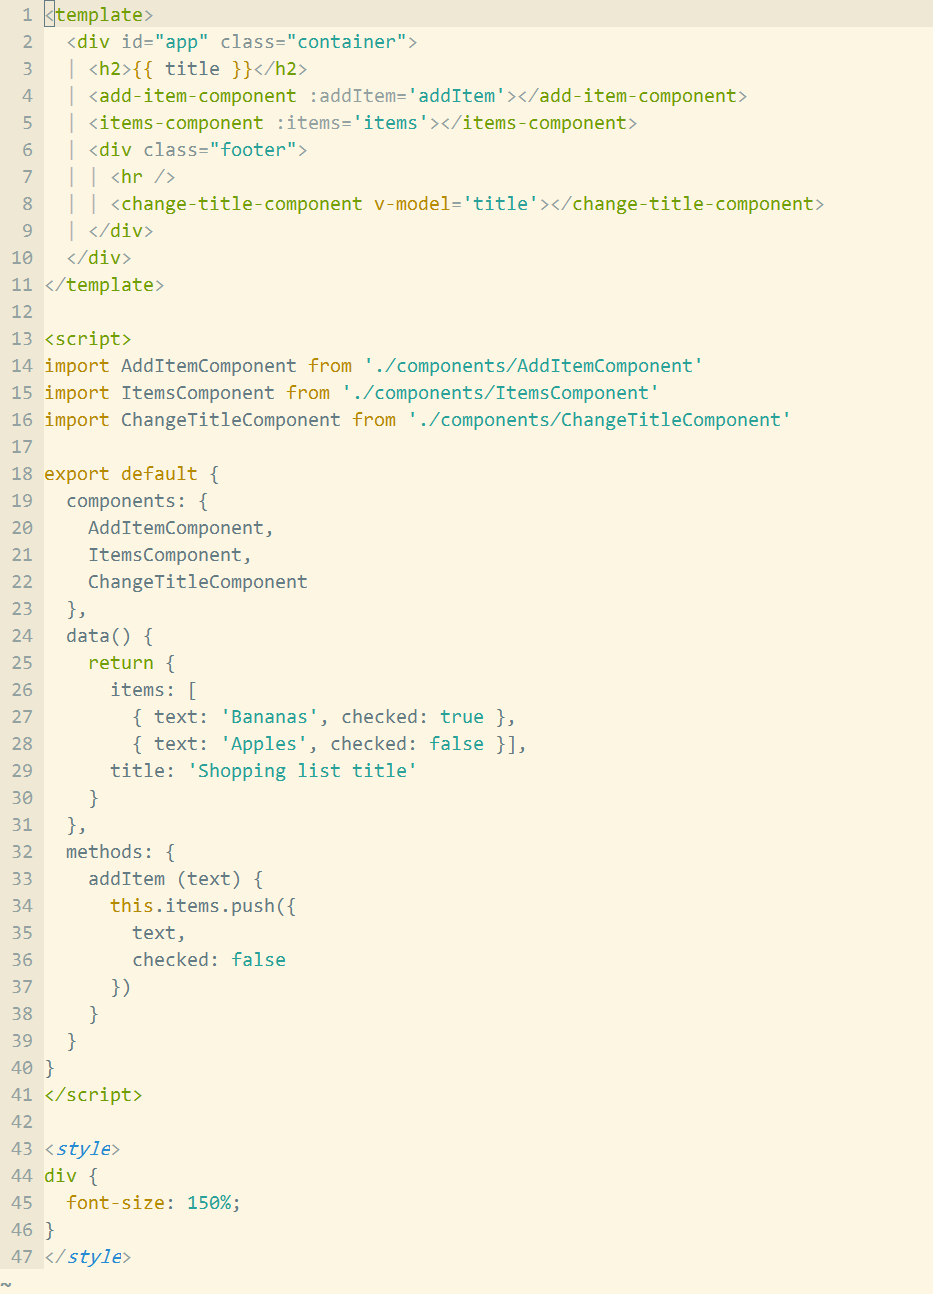 1 <template>
2   <div id="app" class="container">
3   | <h2>{{ title }}</h2>
4   | <add-item-component :addItem='addItem'></add-item-component>
5   | <items-component :items='items'></items-component>
6   | <div class="footer">
7   | | <hr />
8   | | <change-title-component v-model='title'></change-title-component>
9   | </div>
10   </div>
11 </template>
12
13 <script>
14 import AddItemComponent from './components/AddItemComponent'
15 import ItemsComponent from './components/ItemsComponent'
16 import ChangeTitleComponent from './components/ChangeTitleComponent'
17
18 export default {
19   components: {
20     AddItemComponent,
21     ItemsComponent,
22     ChangeTitleComponent
23   },
24   data() {
25     return {
26       items: [
27         { text: 'Bananas', checked: true },
28         { text: 'Apples', checked: false }],
29       title: 'Shopping list title'
30     }
31   },
32   methods: {
33     addItem (text) {
34       this.items.push({
35         text,
36         checked: false
37       })
38     }
39   }
40 }
41 </script>
42
43 <style>
44 div {
45   font-size: 150%;
46 }
47 </style>
~